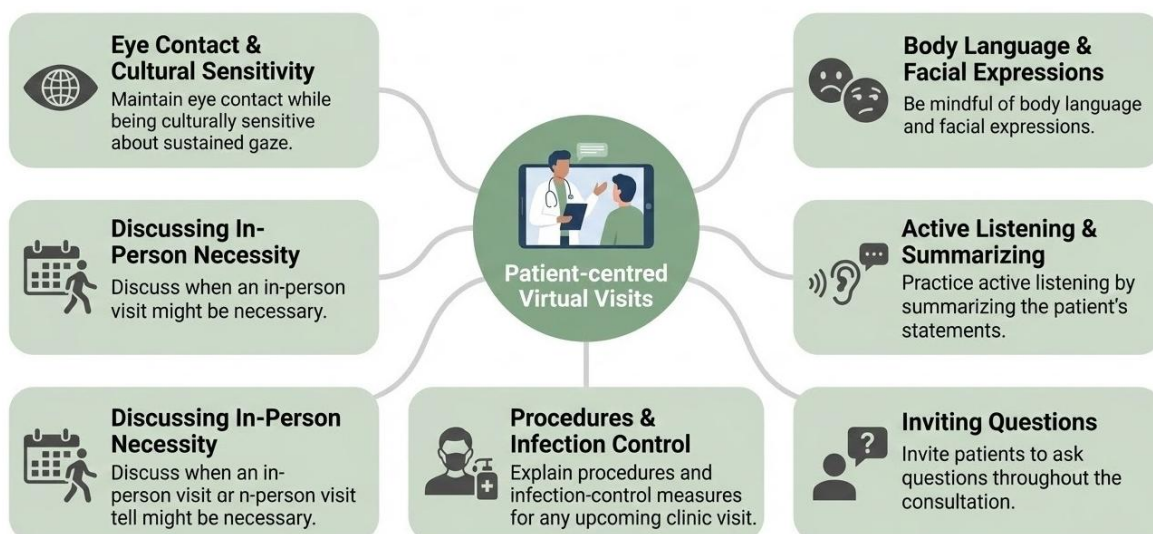 Eye Contact &
Cultural Sensitivity
Maintain eye contact while
being culturally sensitive
about sustained gaze.
Discussing In-
Person Necessity
Discuss when an in-person
visit might be necessary.
Discussing In-Person
Necessity
Discuss when an in-
person visit or n-person visit
tell might be necessary.
Patient-centred
Virtual Visits
Procedures &
Infection Control
Explain procedures and
infection-control measures
for any upcoming clinic visit.
Body Language &
Facial Expressions
Be mindful of body language
and facial expressions.
Active Listening &
Summarizing
Practice active listening by
summarizing the patient's
statements.
Inviting Questions
Invite patients to ask
questions throughout the
consultation.
?